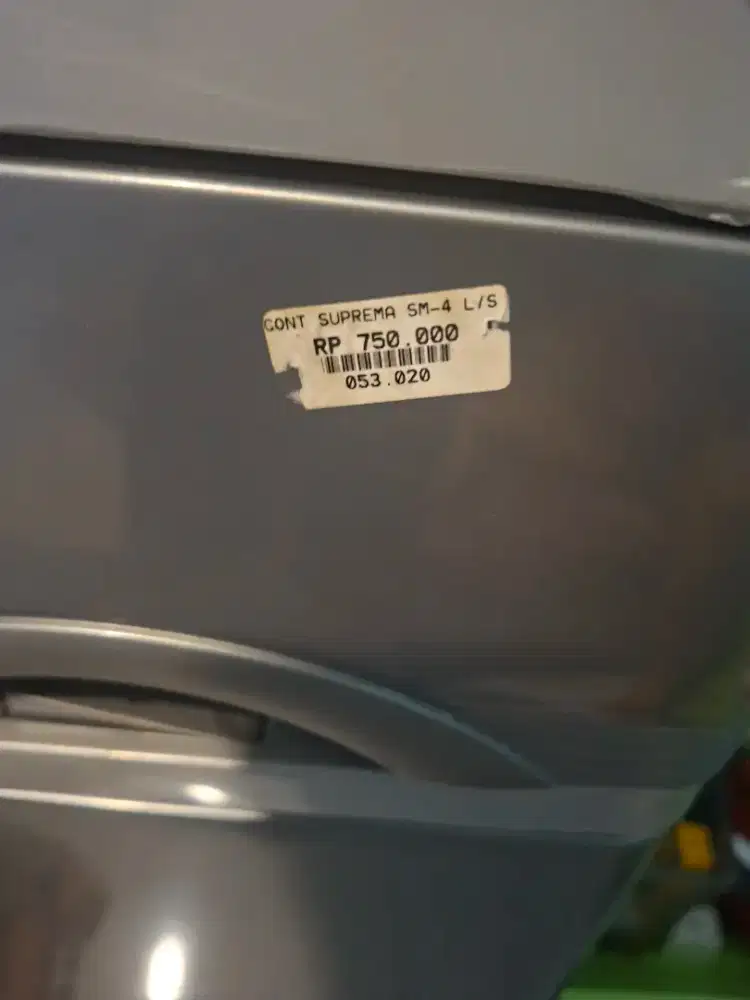 CONT SUPREMA SM-4 L/S
RP 750.000
053.020